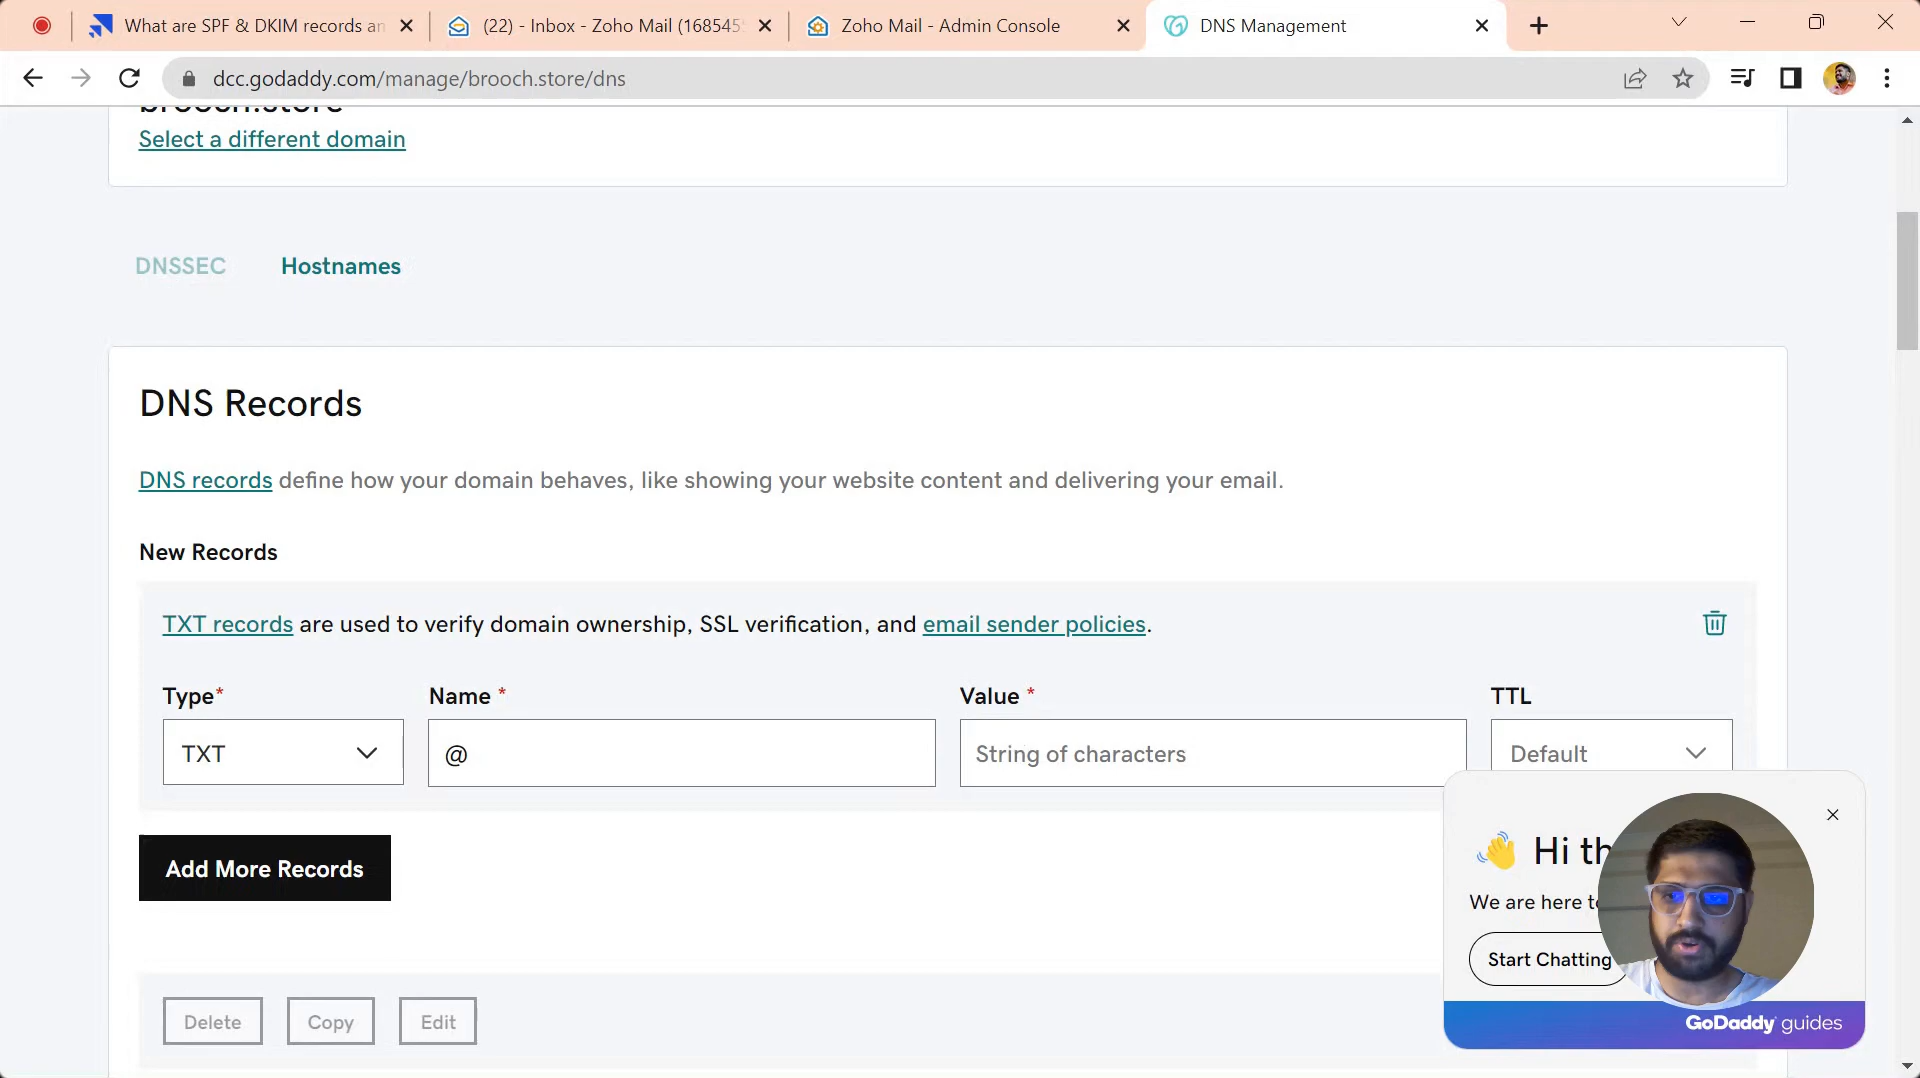 What are SPF & DKIM records an
(22) - Inbox - Zoho Mail (168545
Zoho Mail - Admin Console
DNS Management
dcc.godaddy.com/manage/brooch.store/dns
brooch.store
Select a different domain
DNSSEC
Hostnames
DNS Records
DNS records define how your domain behaves, like showing your website content and delivering your email.
New Records
TXT records are used to verify domain ownership, SSL verification, and email sender policies.
Type*
Name *
Value *
TTL
TXT
@
String of characters
Default
Add More Records
Hi th
We are here t
Start Chatting
Delete
Copy
Edit
GoDaddy guides